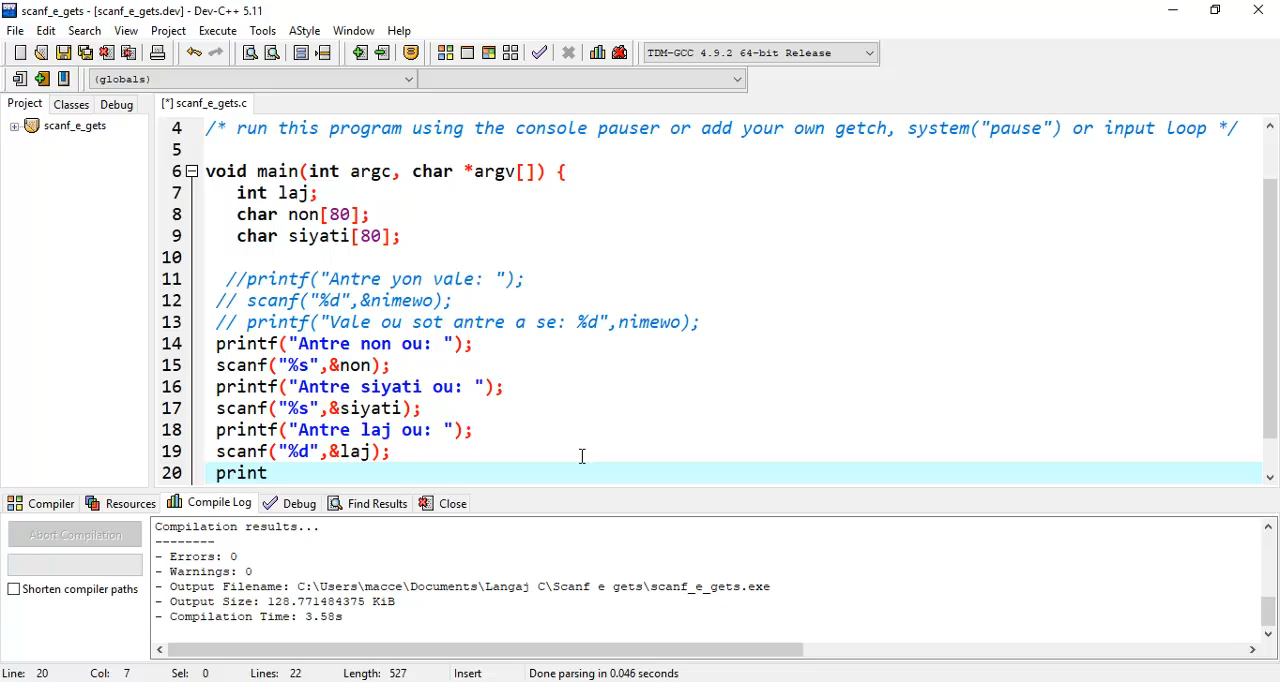 scanf_e_gets - [scanf_e_gets.dev] - Dev-C++ 5.11
File Edit Search View Project Execute Tools AStyle Window Help
TDM-GCC 4.9.2 64-bit Release
(globals)
Project Classes Debug [*] scanf_e_gets.c
scanf_e_gets
4 /* run this program using the console pauser or add your own getch, system("pause") or input loop */
5
6 void main(int argc, char *argv[]) {
7 int laj;
8 char non[80];
9 char siyati[80];
10
11 //printf("Antre yon vale: ");
12 // scanf("%d",&nimewo);
13 // printf("Vale ou sot antre a se: %d",nimewo);
14 printf("Antre non ou: ");
15 scanf("%s",&non);
16 printf("Antre siyati ou: ");
17 scanf("%s",&siyati);
18 printf("Antre laj ou: ");
19 scanf("%d",&laj);
20 print
Compiler Resources Compile Log Debug Find Results Close
Abort Compilation
Shorten compiler paths
Compilation results...
--------
- Errors: 0
- Warnings: 0
- Output Filename: C:\Users\macce\Documents\Langaj C\Scanf e gets\scanf_e_gets.exe
- Output Size: 128.771484375 KiB
- Compilation Time: 3.58s
Line: 20 Col: 7 Sel: 0 Lines: 22 Length: 527 Insert Done parsing in 0.046 seconds